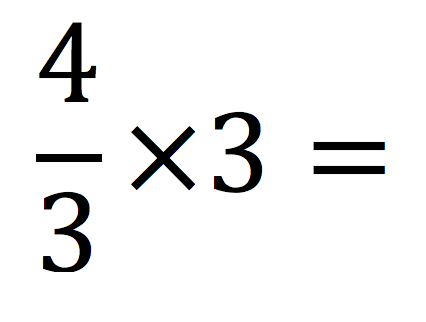 4/3 × 3 =